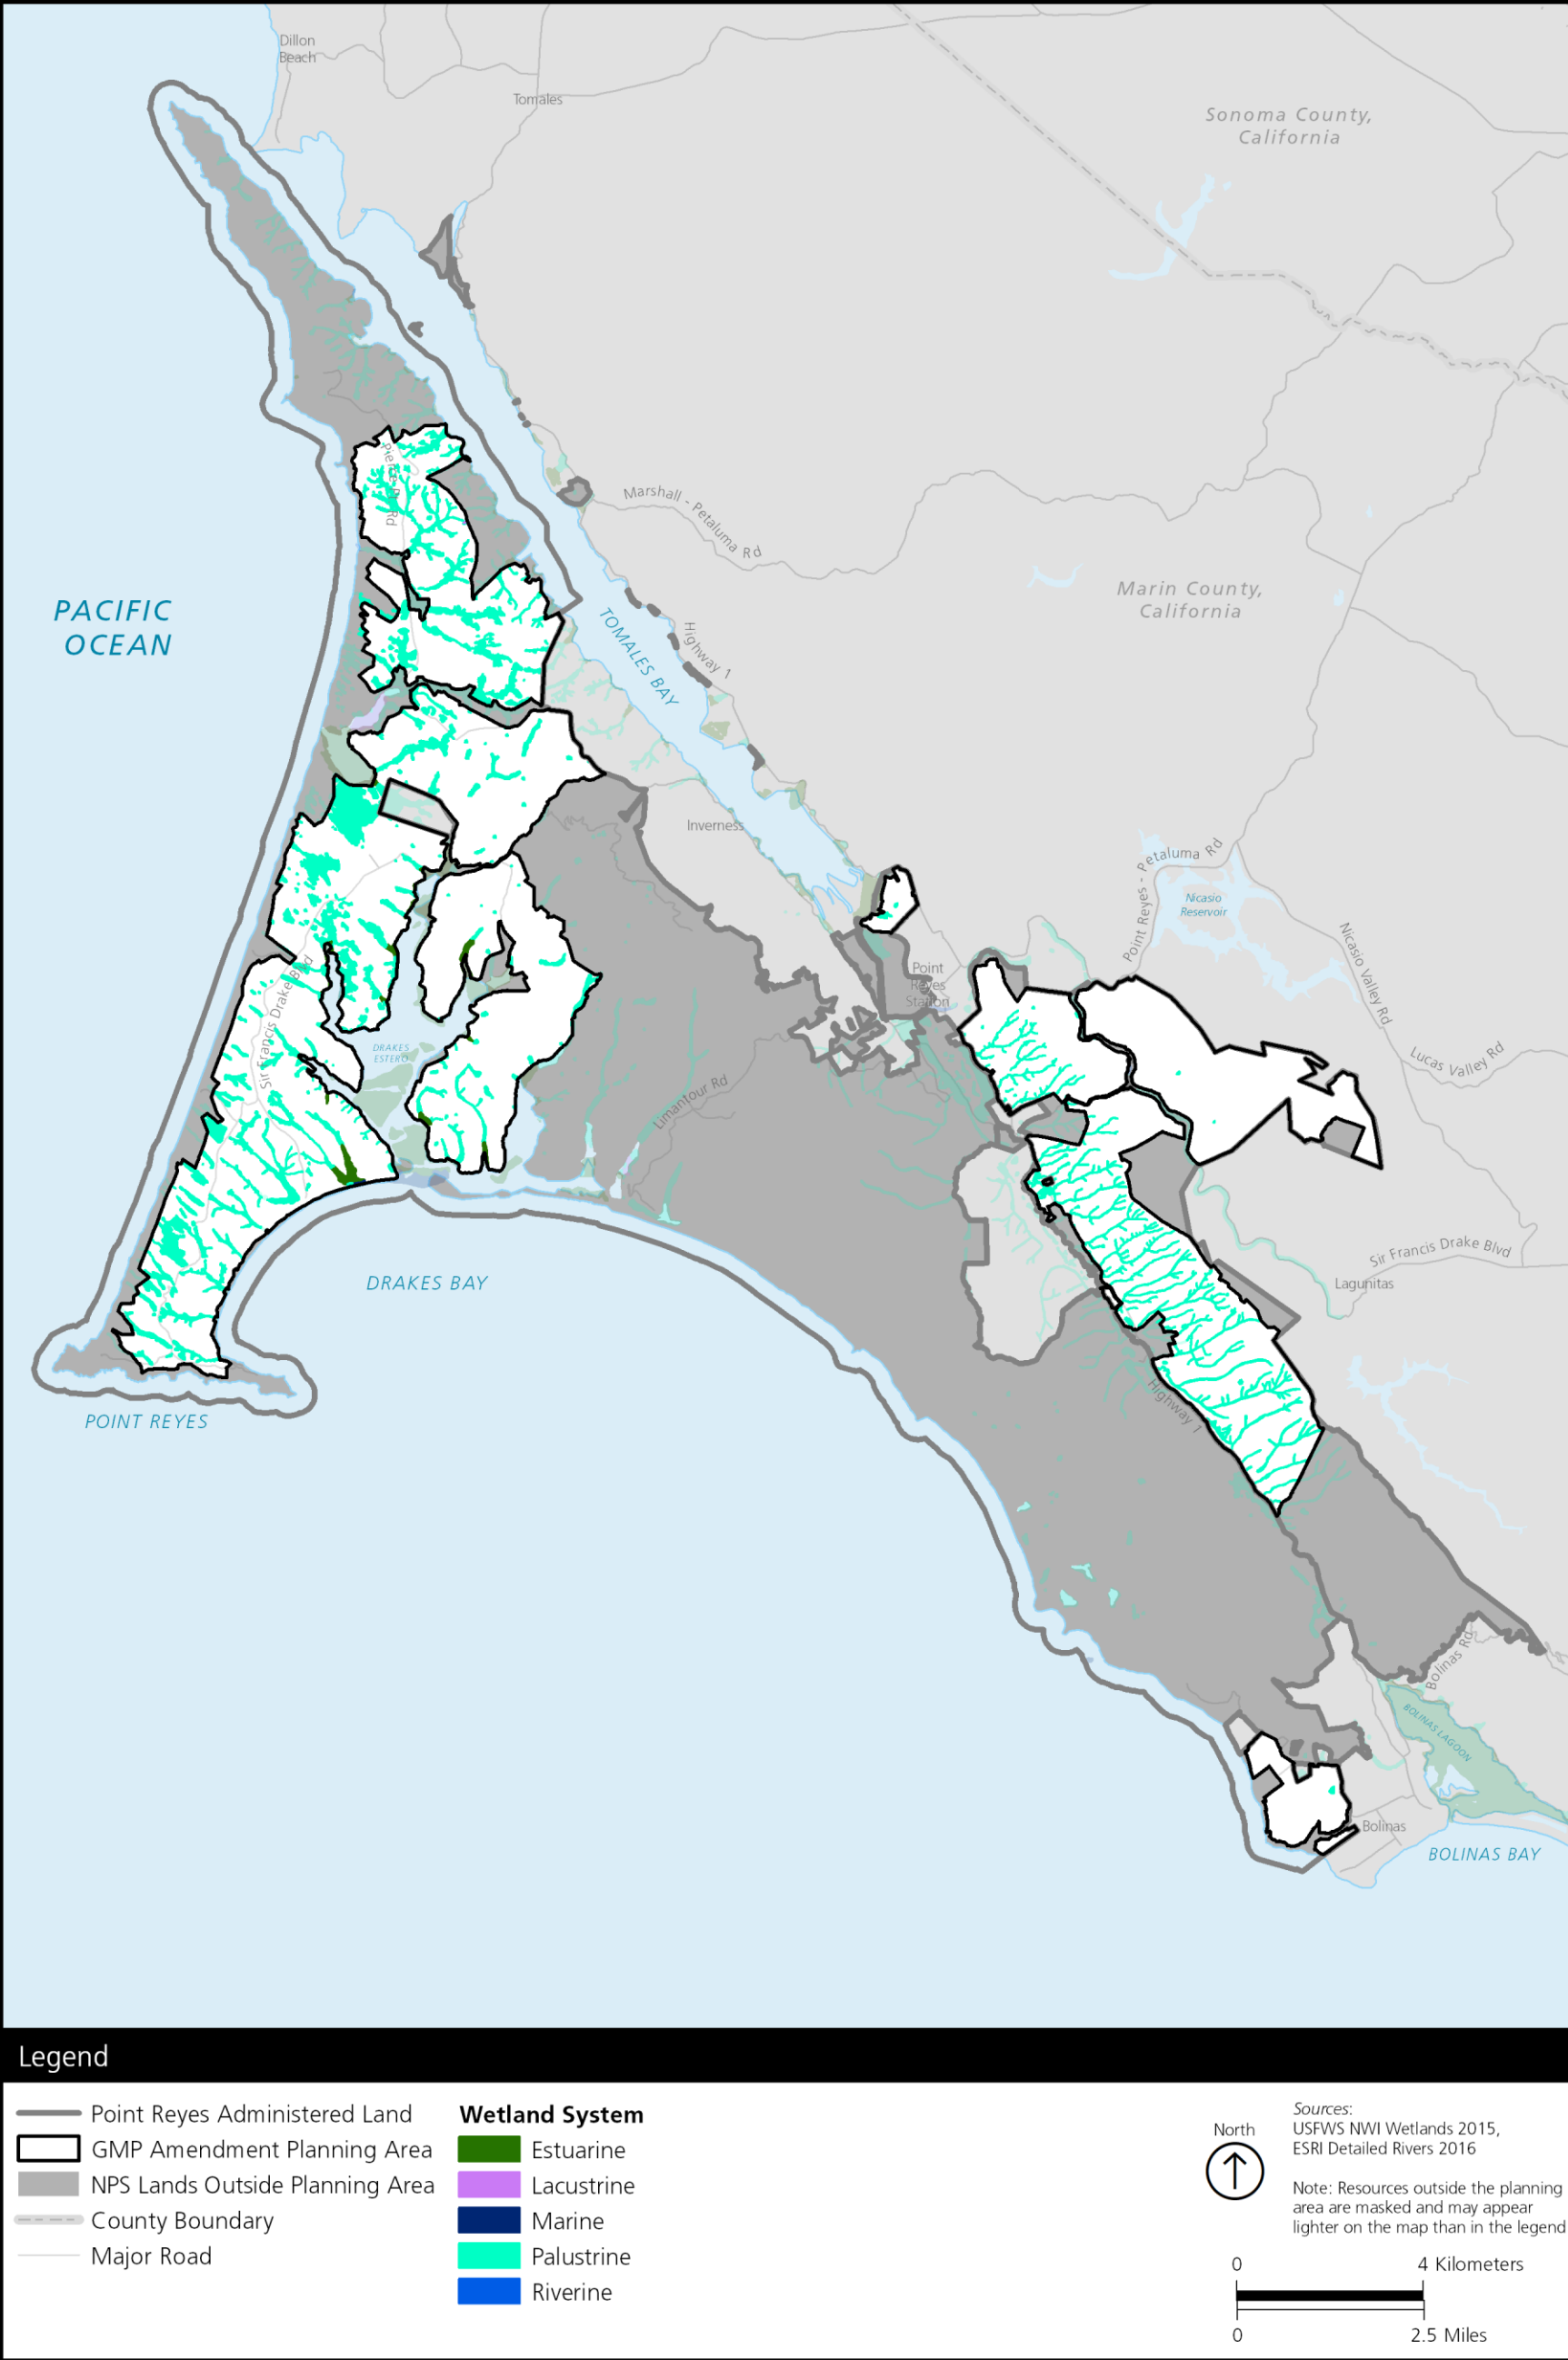 Dillon
Beach
Tomales
Sonoma County,
California
Pierce Pt Rd
Marshall - Petaluma Rd
PACIFIC
OCEAN
Marin County,
California
TOMALES BAY
Highway 1
Inverness
Point Reyes - Petaluma Rd
Nicasio
Reservoir
Nicasio Valley Rd
Point
Reyes
Station
Sir Francis Drake Blvd
DRAKES
ESTERO
Lucas Valley Rd
Limantour Rd
Sir Francis Drake Blvd
Lagunitas
DRAKES BAY
Highway 1
POINT REYES
Bolinas Rd
BOLINAS LAGOON
Bolinas
BOLINAS BAY
Legend
Point Reyes Administered Land
GMP Amendment Planning Area
NPS Lands Outside Planning Area
County Boundary
Major Road
Wetland System
Estuarine
Lacustrine
Marine
Palustrine
Riverine
North
Sources:
USFWS NWI Wetlands 2015,
ESRI Detailed Rivers 2016
Note: Resources outside the planning
area are masked and may appear
lighter on the map than in the legend
0 4 Kilometers
0 2.5 Miles